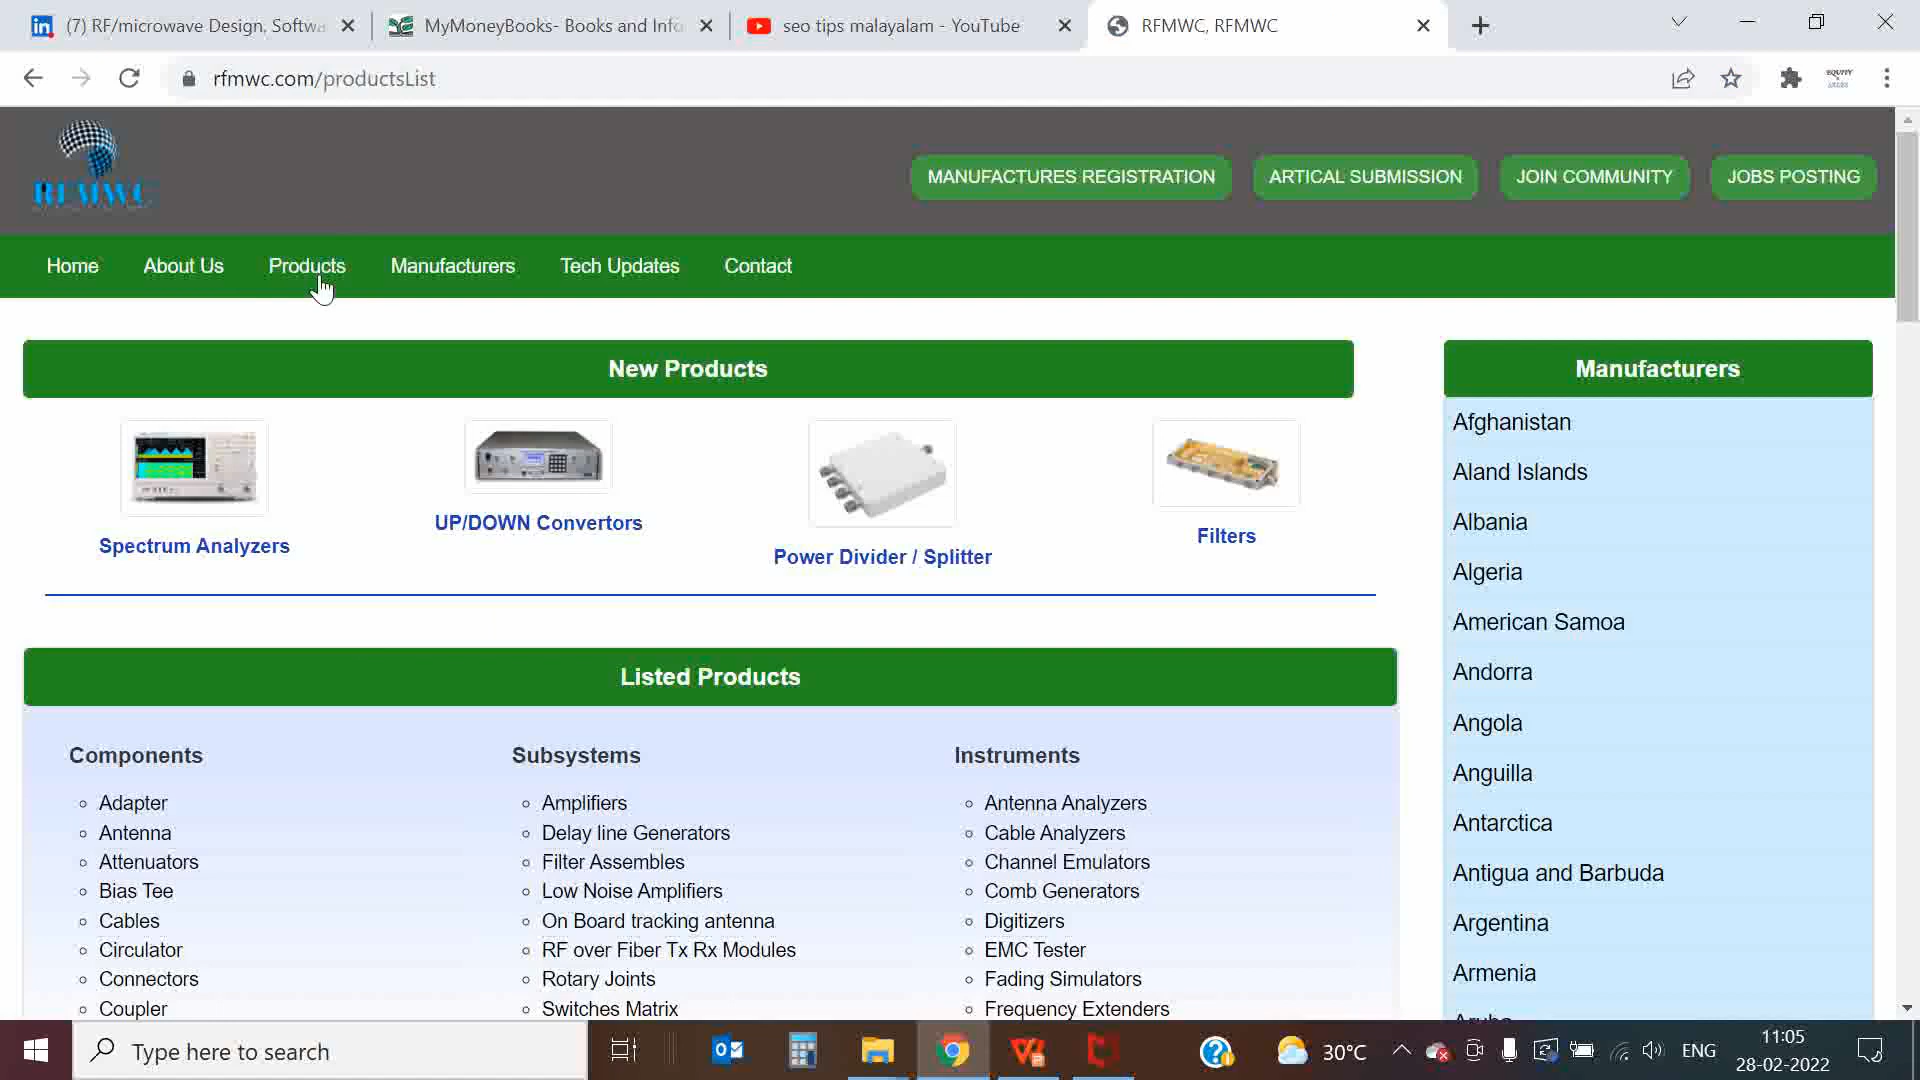 (7) RF/microwave Design, Softwa
MyMoneyBooks- Books and Info
seo tips malayalam - YouTube
RFMWC, RFMWC
rfmwc.com/productsList
EQUITY
RFMWC
MANUFACTURES REGISTRATION
ARTICAL SUBMISSION
JOIN COMMUNITY
JOBS POSTING
Home
About Us
Products
Manufacturers
Tech Updates
Contact
New Products
Spectrum Analyzers
UP/DOWN Convertors
Power Divider / Splitter
Filters
Listed Products
Components
Adapter
Antenna
Attenuators
Bias Tee
Cables
Circulator
Connectors
Coupler
Subsystems
Amplifiers
Delay line Generators
Filter Assembles
Low Noise Amplifiers
On Board tracking antenna
RF over Fiber Tx Rx Modules
Rotary Joints
Switches Matrix
Instruments
Antenna Analyzers
Cable Analyzers
Channel Emulators
Comb Generators
Digitizers
EMC Tester
Fading Simulators
Frequency Extenders
Manufacturers
Afghanistan
Aland Islands
Albania
Algeria
American Samoa
Andorra
Angola
Anguilla
Antarctica
Antigua and Barbuda
Argentina
Armenia
Aruba
Type here to search
30°C
ENG
11:05
28-02-2022